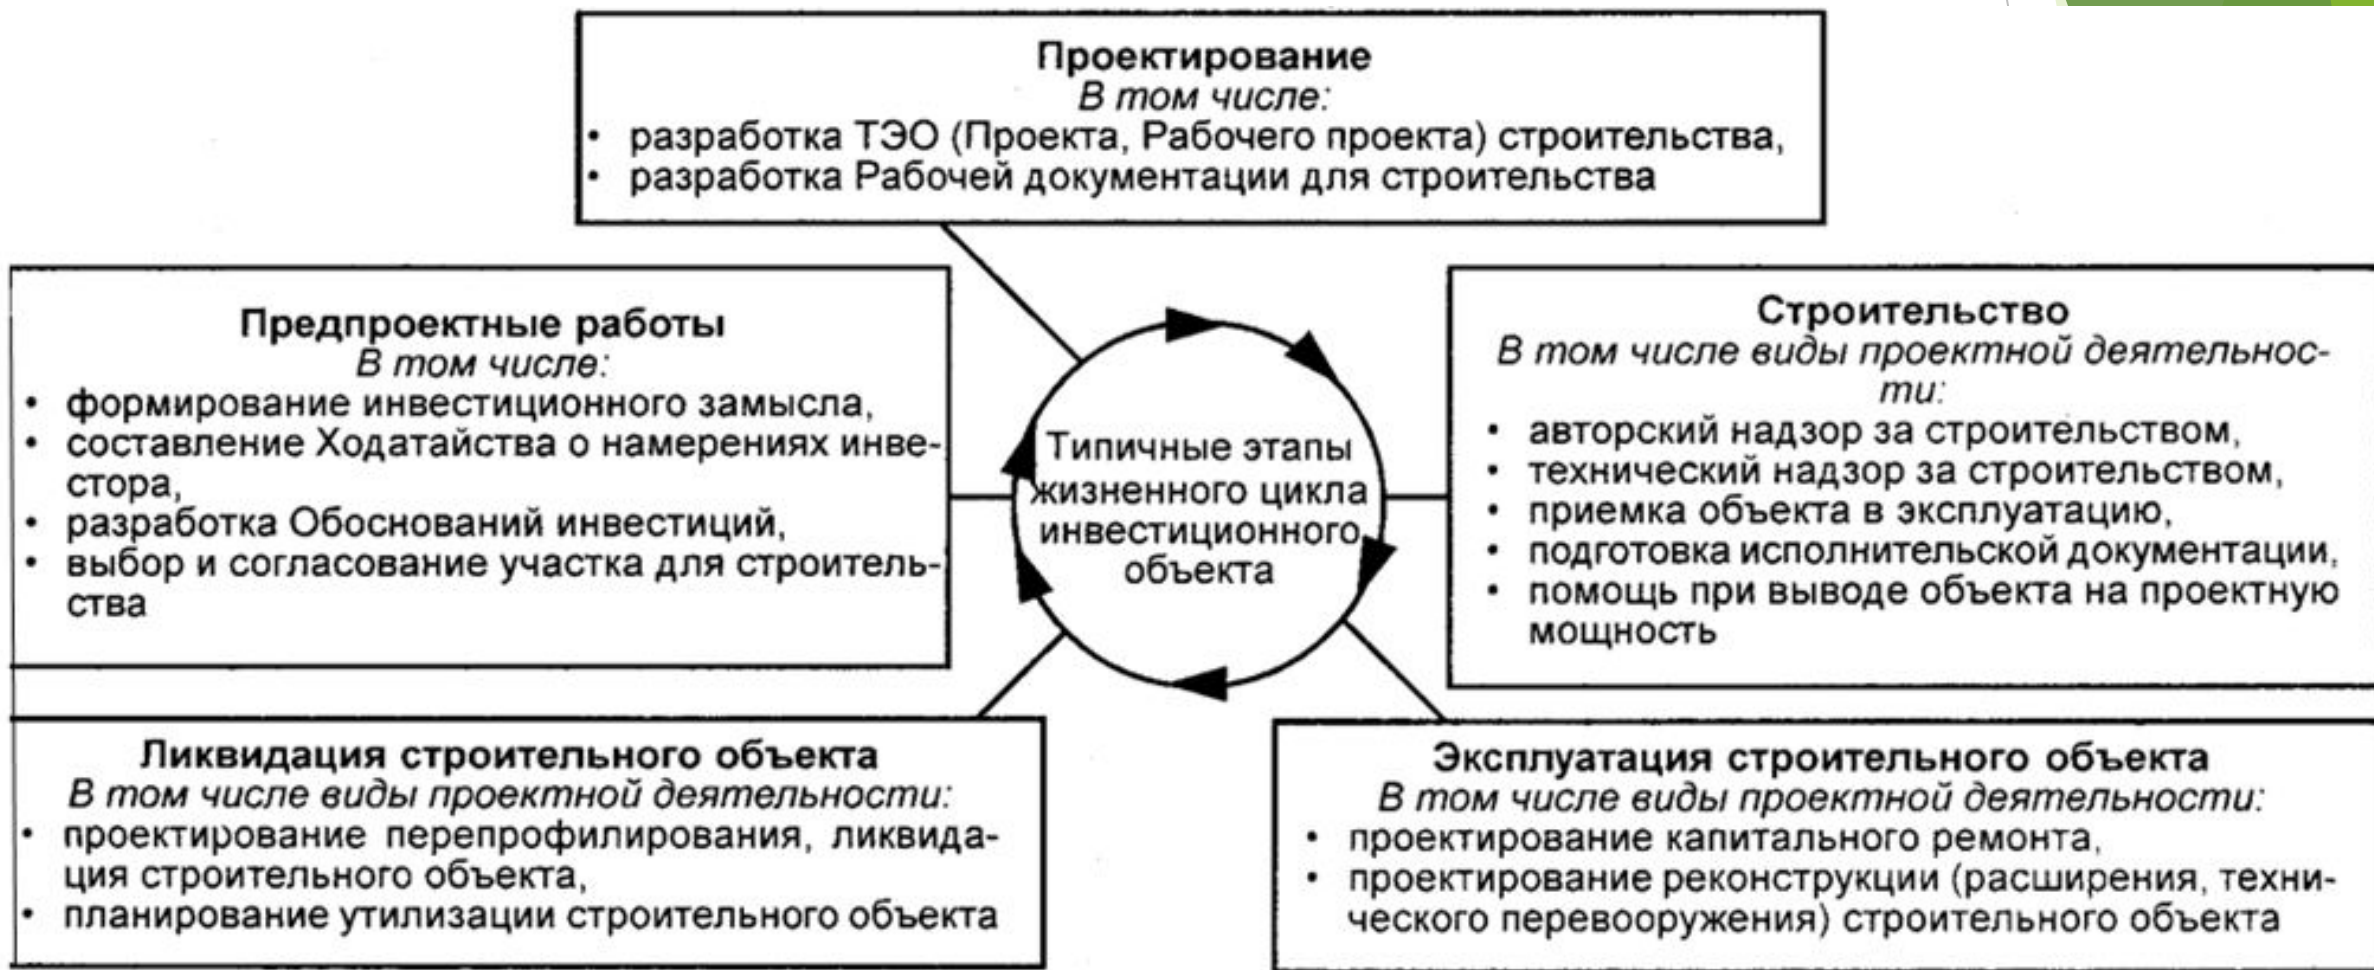 Проектирование
В том числе:
• разработка ТЭО (Проекта, Рабочего проекта) строительства,
• разработка Рабочей документации для строительства
Предпроектные работы
В том числе:
• формирование инвестиционного замысла,
• составление Ходатайства о намерениях инве-
стора,
• разработка Обоснований инвестиций,
• выбор и согласование участка для строитель-
ства
Типичные этапы
жизненного цикла
инвестиционного
объекта
Строительство
В том числе виды проектной деятельнос-
ти:
• авторский надзор за строительством,
• технический надзор за строительством,
• приемка объекта в эксплуатацию,
• подготовка исполнительской документации,
• помощь при выводе объекта на проектную
мощность
Ликвидация строительного объекта
В том числе виды проектной деятельности:
• проектирование перепрофилирования, ликвида-
ция строительного объекта,
• планирование утилизации строительного объекта
Эксплуатация строительного объекта
В том числе виды проектной деятельности:
• проектирование капитального ремонта,
• проектирование реконструкции (расширения, техни-
ческого перевооружения) строительного объекта